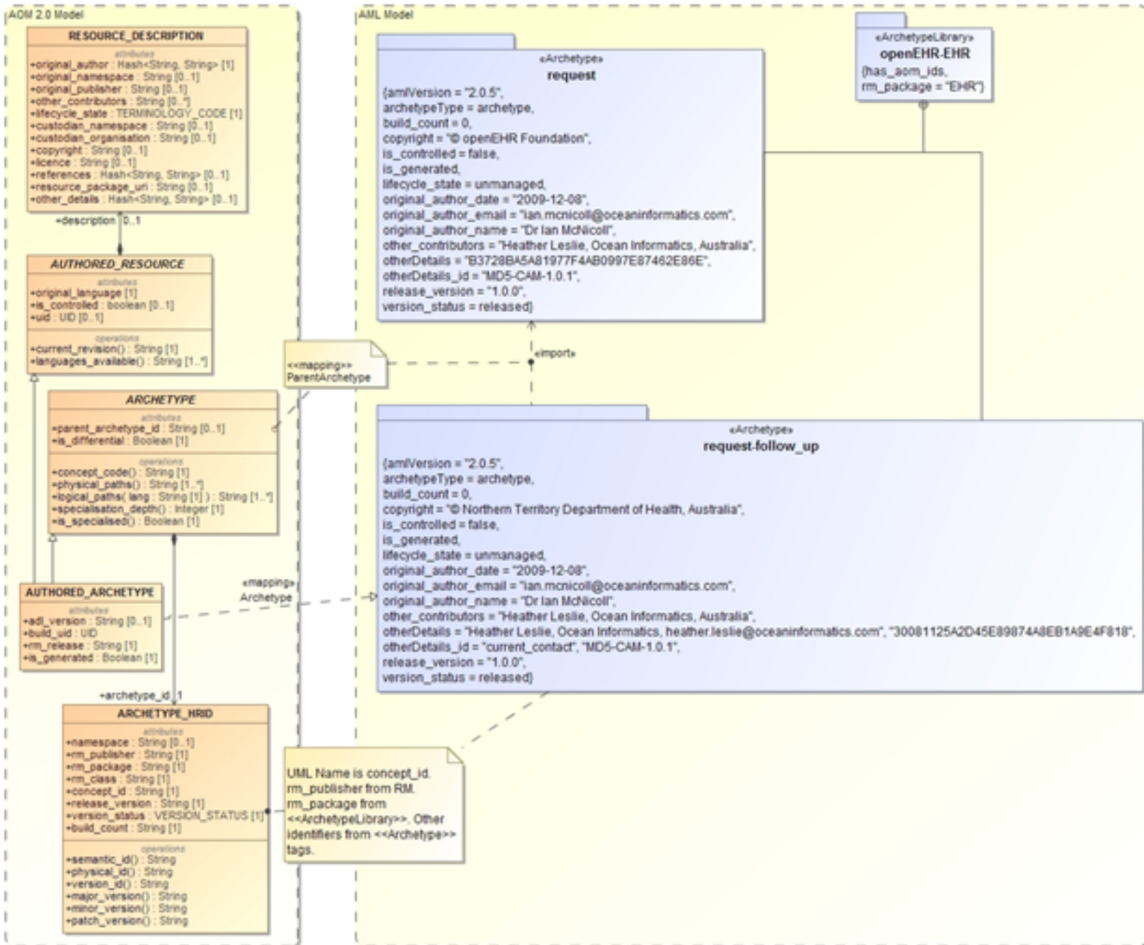 AOM 2.0 Model
RESOURCE_DESCRIPTION
attributes
+original_author : Hash<String, String> [1]
+original_namespace : String [0..1]
+original_publisher : String [0..1]
+other_contributors : String [0..*]
+lifecycle_state : TERMINOLOGY_CODE [1]
+custodian_namespace : String [0..1]
+custodian_organisation : String [0..1]
+copyright : String [0..1]
+licence : String [0..1]
+references : Hash<String, String> [0..1]
+resource_package_uri : String [0..1]
+other_details : Hash<String, String> [0..1]
+description 0..1
AUTHORED_RESOURCE
attributes
+original_language [1]
+is_controlled : boolean [0..1]
+uid : UID [0..1]
operations
+current_revision() : String [1]
+languages_available() : String [1..*]
ARCHETYPE
attributes
+parent_archetype_id : String [0..1]
+is_differential : Boolean [1]
operations
+concept_code() : String [1]
+physical_paths() : String [1..*]
+logical_paths( lang : String [1] ) : String [1..*]
+specialisation_depth() : Integer [1]
+is_specialised() : Boolean [1]
AUTHORED_ARCHETYPE
attributes
+adl_version : String [0..1]
+build_uid : UID
+rm_release : String [1]
+is_generated : Boolean [1]
+archetype_id 1
ARCHETYPE_HRID
attributes
+namespace : String [0..1]
+rm_publisher : String [1]
+rm_package : String [1]
+rm_class : String [1]
+concept_id : String [1]
+release_version : String [1]
+version_status : VERSION_STATUS [1]
+build_count : String [1]
operations
+semantic_id() : String
+physical_id() : String
+version_id() : String
+major_version() : String
+minor_version() : String
+patch_version() : String
<<mapping>>
ParentArchetype
«mapping»
Archetype
UML Name is concept_id.
rm_publisher from RM.
rm_package from
<<ArchetypeLibrary>>. Other
identifiers from <<Archetype>>
tags.
AML Model
«Archetype»
request
{amlVersion = "2.0.5",
archetypeType = archetype,
build_count = 0,
copyright = "© openEHR Foundation",
is_controlled = false,
is_generated,
lifecycle_state = unmanaged,
original_author_date = "2009-12-08",
original_author_email = "ian.mcnicoll@oceaninformatics.com",
original_author_name = "Dr Ian McNicoll",
other_contributors = "Heather Leslie, Ocean Informatics, Australia",
otherDetails = "B3728BA5A81977F4AB0997E87462E86E",
otherDetails_id = "MD5-CAM-1.0.1",
release_version = "1.0.0",
version_status = released}
«ArchetypeLibrary»
openEHR-EHR
{has_aom_ids,
rm_package = "EHR"}
«import»
«Archetype»
request-follow_up
{amlVersion = "2.0.5",
archetypeType = archetype,
build_count = 0,
copyright = "© Northern Territory Department of Health, Australia",
is_controlled = false,
is_generated,
lifecycle_state = unmanaged,
original_author_date = "2009-12-08",
original_author_email = "ian.mcnicoll@oceaninformatics.com",
original_author_name = "Dr Ian McNicoll",
other_contributors = "Heather Leslie, Ocean Informatics, Australia",
otherDetails = "Heather Leslie, Ocean Informatics, heather.leslie@oceaninformatics.com", "30081125A2D45E89874A8EB1A9E4F818",
otherDetails_id = "current_contact", "MD5-CAM-1.0.1",
release_version = "1.0.0",
version_status = released}